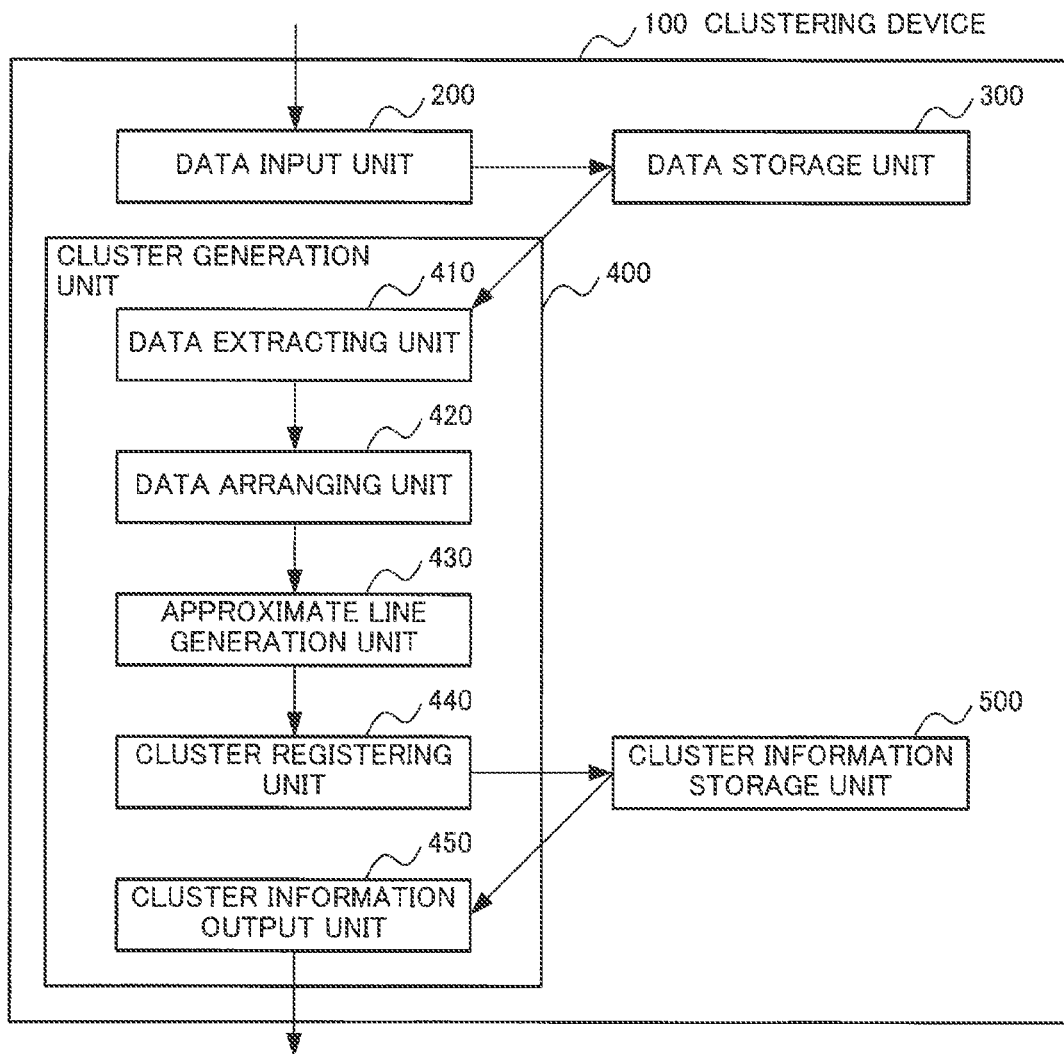 100 CLUSTERING DEVICE
200
300
DATA INPUT UNIT
DATA STORAGE UNIT
CLUSTER GENERATION
UNIT
410
400
DATA EXTRACTING UNIT
420
DATA ARRANGING UNIT
430
APPROXIMATE LINE
GENERATION UNIT
440
500
CLUSTER REGISTERING
UNIT
CLUSTER INFORMATION
STORAGE UNIT
450
CLUSTER INFORMATION
OUTPUT UNIT